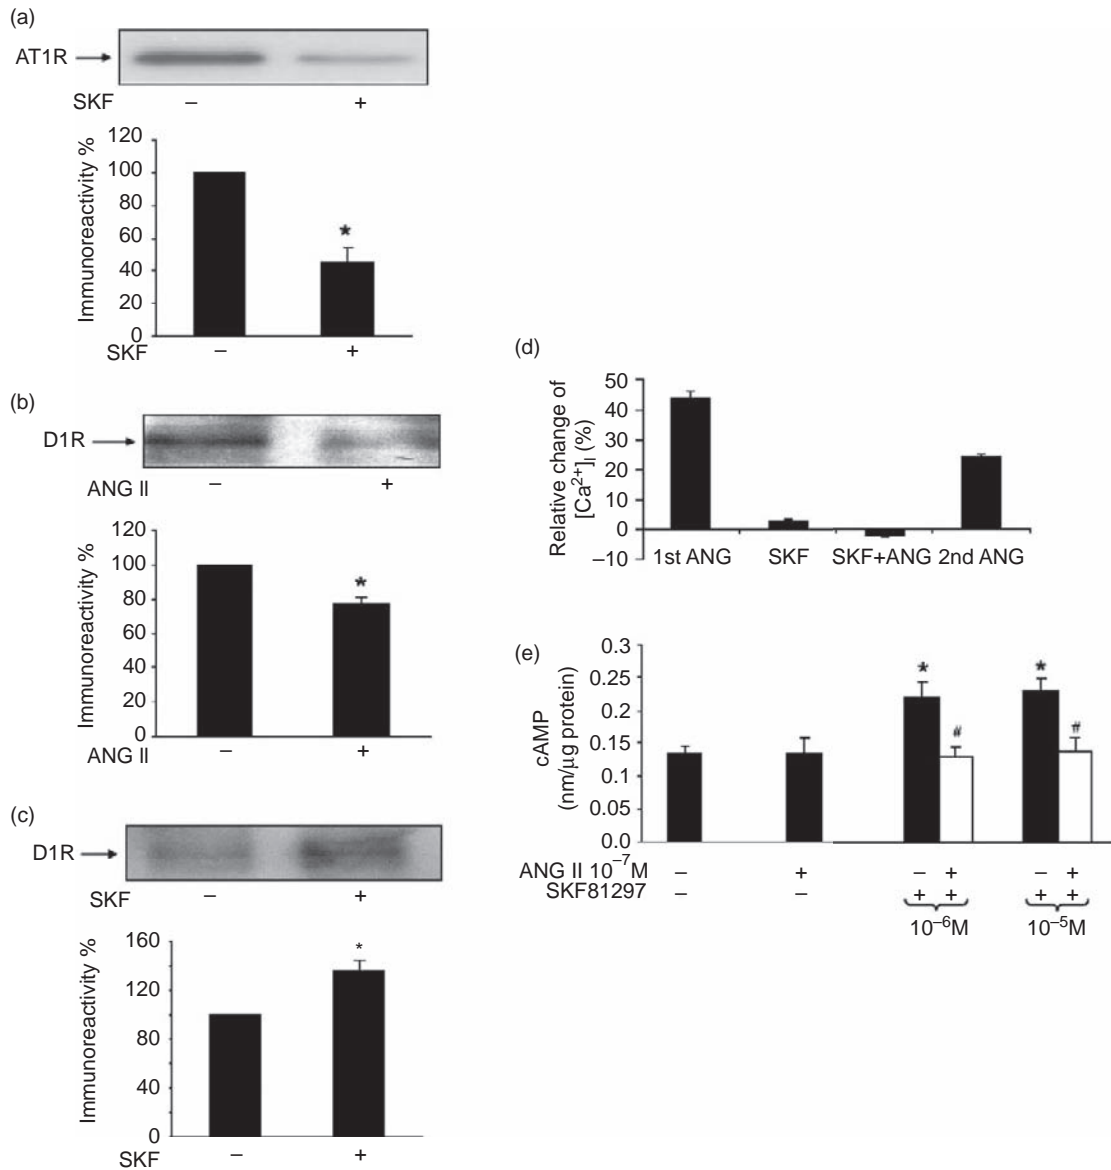 (a)
AT1R
SKF – +
Immunoreactivity %
120
100
80
60
40
20
0
*
SKF – +
(b)
D1R
ANG II – +
Immunoreactivity %
120
100
80
60
40
20
0
*
ANG II – +
(c)
D1R
SKF – +
Immunoreactivity %
160
120
80
40
0
*
SKF – +
(d)
Relative change of
[Ca²⁺]I (%)
50
40
30
20
10
0
–10
1st ANG SKF SKF+ANG 2nd ANG
(e)
cAMP
(nm/μg protein)
0.3
0.25
0.2
0.15
0.1
0.05
0.0
* # * #
ANG II 10⁻⁷M – + – + – +
SKF81297 – – + + + +
10⁻⁶M 10⁻⁵M